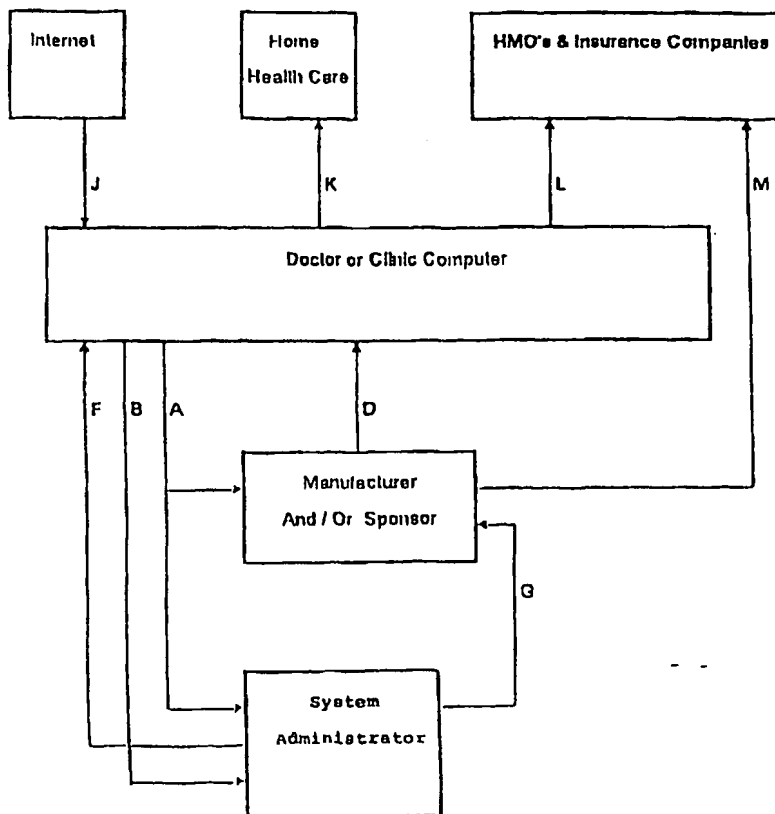 Internet
Home
Health Care
HMO's & Insurance Companies
J
K
L
M
Doctor or Clinic Computer
F
B
A
D
Manufacturer
And / Or Sponsor
G
System
Administrator